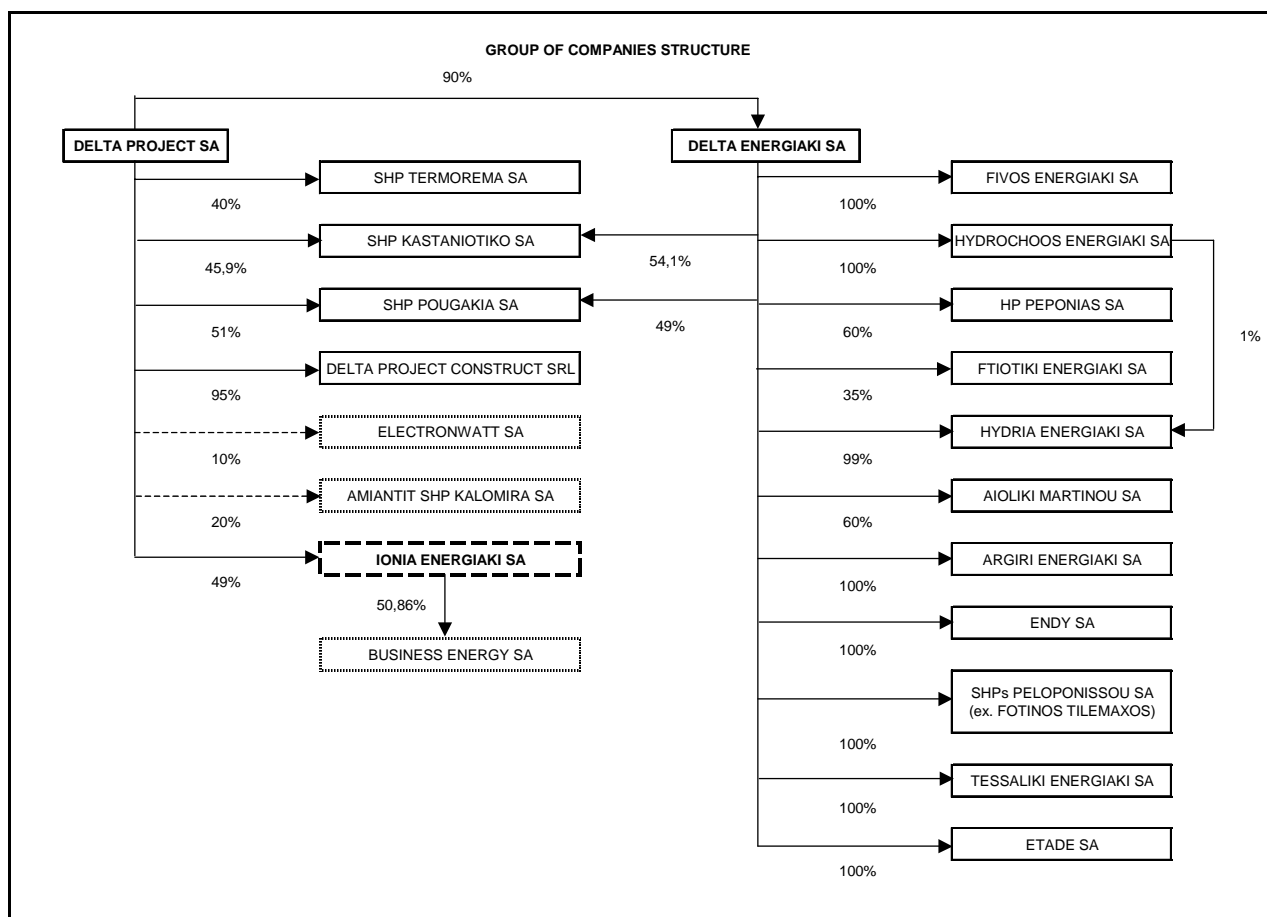 GROUP OF COMPANIES STRUCTURE
90%
DELTA PROJECT SA
DELTA ENERGIAKI SA
SHP TERMOREMA SA
FIVOS ENERGIAKI SA
40%
100%
SHP KASTANIOTIKO SA
HYDROCHOOS ENERGIAKI SA
45,9%
54,1%
100%
SHP POUGAKIA SA
HP PEPONIAS SA
51%
49%
60%
1%
DELTA PROJECT CONSTRUCT SRL
FTIOTIKI ENERGIAKI SA
95%
35%
ELECTRONWATT SA
HYDRIA ENERGIAKI SA
10%
99%
AMIANTIT SHP KALOMIRA SA
AIOLIKI MARTINOU SA
20%
60%
IONIA ENERGIAKI SA
ARGIRI ENERGIAKI SA
49%
100%
50,86%
ENDY SA
100%
BUSINESS ENERGY SA
SHPs PELOPONISSOU SA
(ex. FOTINOS TILEMAXOS)
100%
TESSALIKI ENERGIAKI SA
100%
ETADE SA
100%